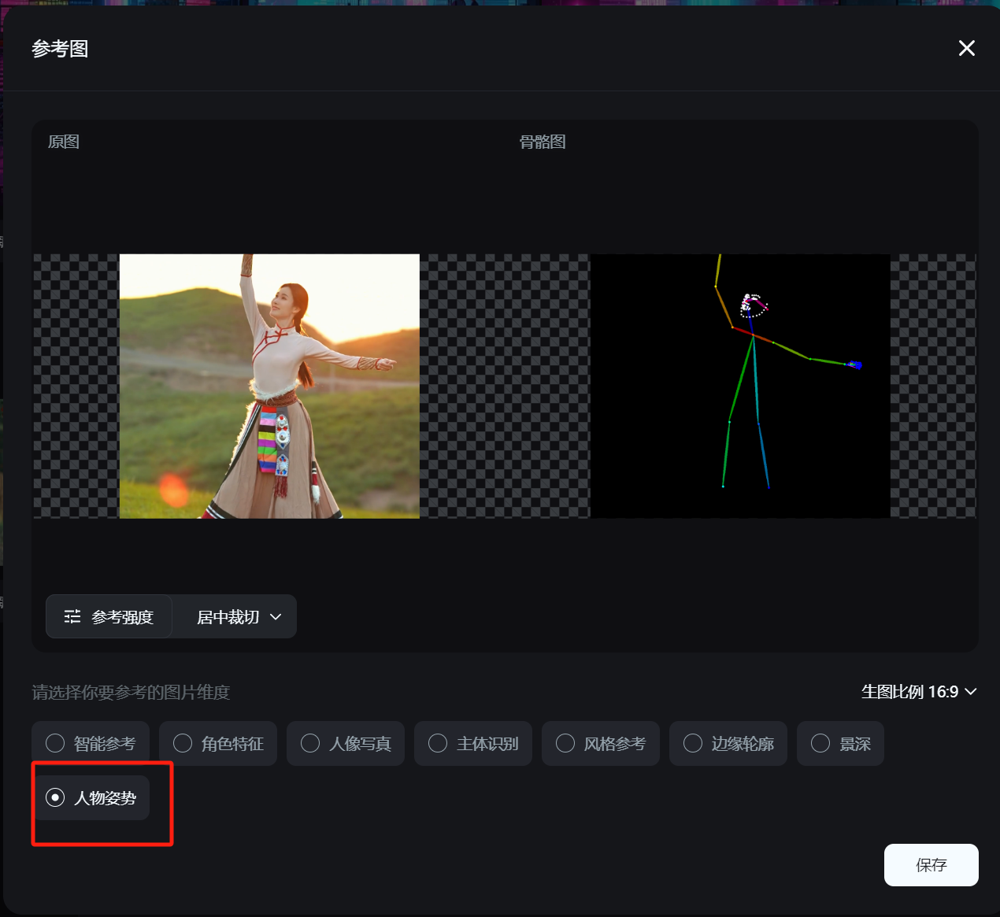 参考图
原图
骨骼图
参考强度
居中裁切
请选择你要参考的图片维度
生图比例 16:9
智能参考
角色特征
人像写真
主体识别
风格参考
边缘轮廓
景深
人物姿势
保存